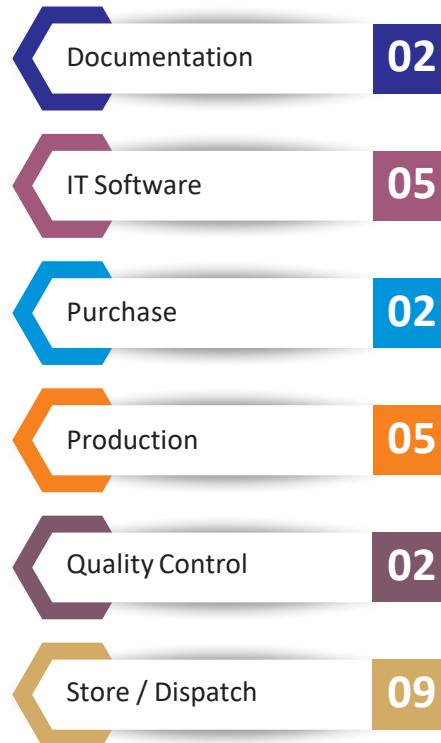 Documentation 02
IT Software 05
Purchase 02
Production 05
Quality Control 02
Store / Dispatch 09